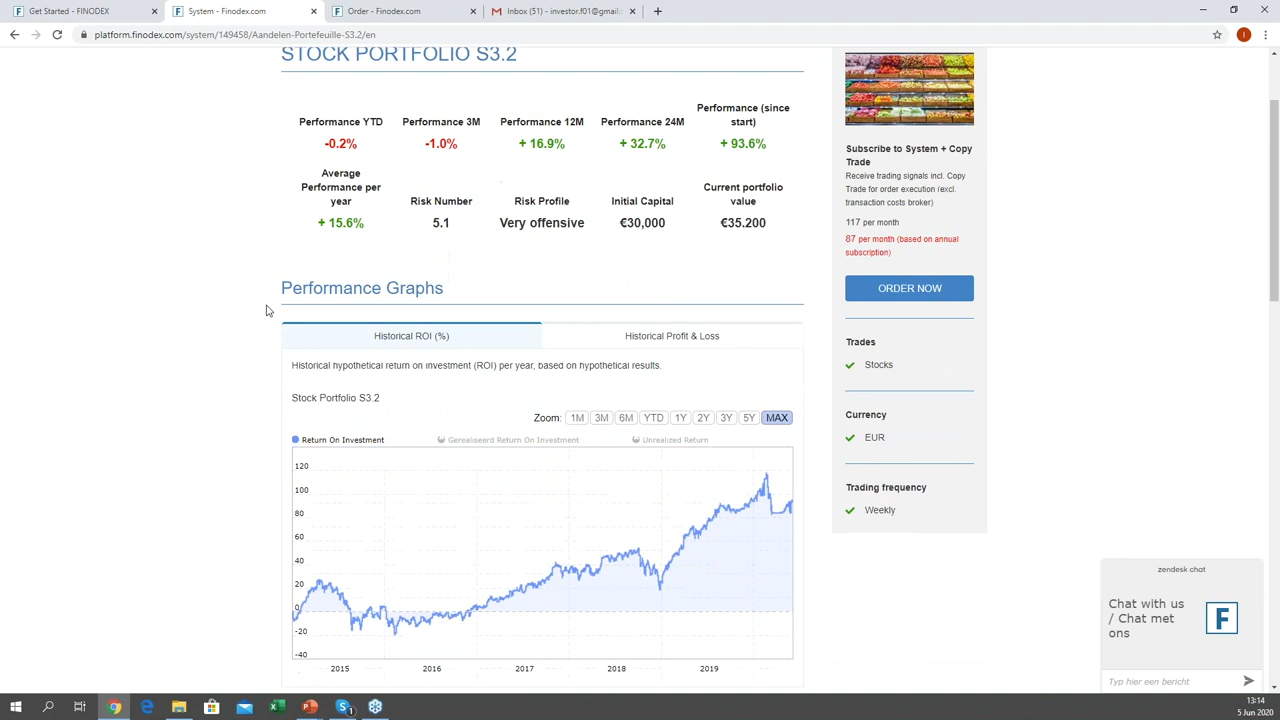 Get Started - FINODEX
System - Finodex.com
Order - Finodex.com
Inbox (51) - investor.f01@gmail.c
platform.finodex.com/system/149458/Aandelen-Portefeuille-S3.2/en
I
STOCK PORTFOLIO S3.2
Performance YTD
-0.2%
Performance 3M
-1.0%
Performance 12M
+ 16.9%
Performance 24M
+ 32.7%
Performance (since
start)
+ 93.6%
Average
Performance per
year
+ 15.6%
Risk Number
5.1
Risk Profile
Very offensive
Initial Capital
€30,000
Current portfolio
value
€35.200
Performance Graphs
Historical ROI (%)
Historical Profit & Loss
Historical hypothetical return on investment (ROI) per year, based on hypothetical results.
Stock Portfolio S3.2
Zoom: 1M 3M 6M YTD 1Y 2Y 3Y 5Y MAX
Return On Investment
Gerealiseerd Return On Investment
Unrealized Return
120
100
80
60
40
20
0
-20
-40
2015
2016
2017
2018
2019
Subscribe to System + Copy
Trade
Receive trading signals incl. Copy
Trade for order execution (excl.
transaction costs broker)
117 per month
87 per month (based on annual
subscription)
ORDER NOW
Trades
Stocks
Currency
EUR
Trading frequency
Weekly
zendesk chat
Chat with us
/ Chat met
ons
F
Typ hier een bericht
13:14
5 Jun 2020